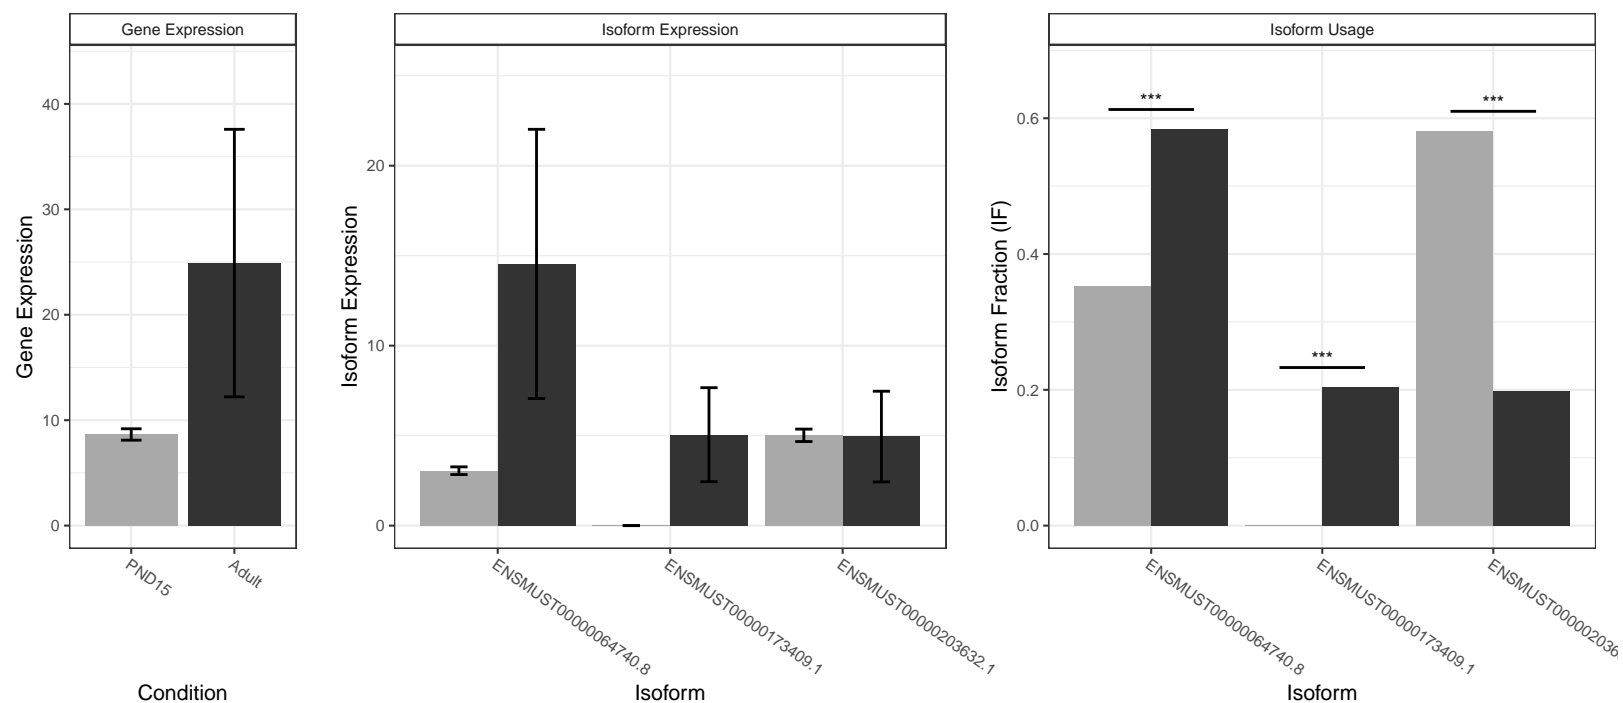 Gene Expression
Isoform Expression
Isoform Usage
Gene Expression
40
30
20
10
0
PND15
Adult
Condition
Isoform Expression
20
10
0
ENSMUST00000064740.8
ENSMUST00000173409.1
ENSMUST00000203632.1
Isoform
Isoform Fraction (IF)
0.6
0.4
0.2
0.0
***
***
***
ENSMUST00000064740.8
ENSMUST00000173409.1
ENSMUST000002036
Isoform